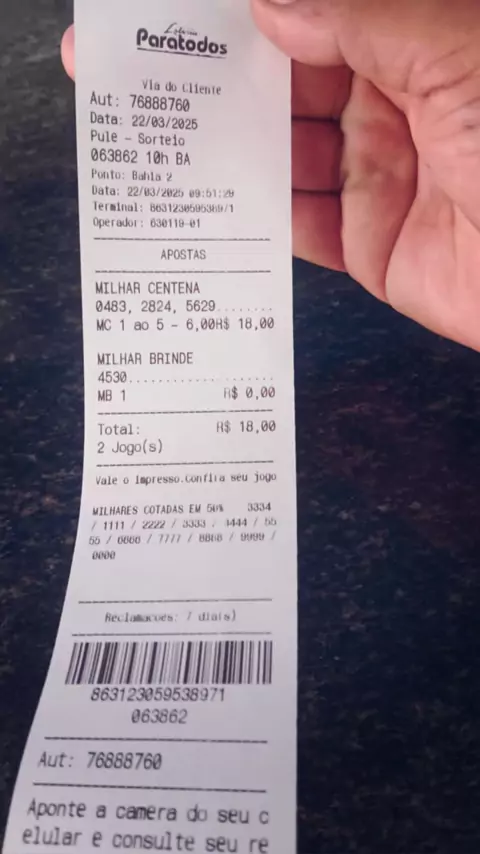 Loterias
Paratodos
Via do Cliente
Aut: 76888760
Data: 22/03/2025
Pule - Sorteio
063862 10h BA
Ponto: Bahia 2
Data: 22/03/2025 09:51:29
Terminal: 863123059538971
Operador: 630119-01
APOSTAS
MILHAR CENTENA
0483, 2824, 5629........
MC 1 ao 5 - 6,00R$ 18,00
MILHAR BRINDE
4530....................
MB 1 R$ 0,00
Total: R$ 18,00
2 Jogo(s)
Vale o Impresso.Confira seu jogo
MILHARES COTADAS EM 50% 3334
/ 1111 / 2222 / 3333 / 4444 / 55
55 / 6666 / 7777 / 8888 / 9999 /
0000
Reclamacoes: 7 dia(s)
863123059538971
063862
Aut: 76888760
Aponte a camera do seu c
elular e consulte seu re